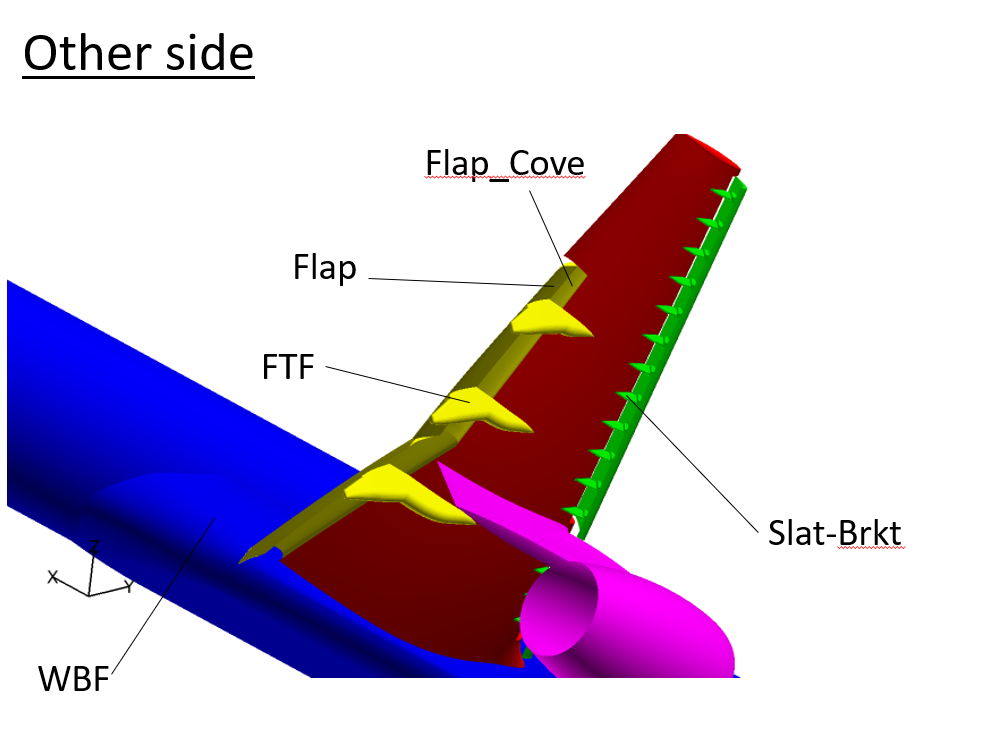 Other side
Flap_Cove
Flap
FTF
Slat-Brkt
Z
X
Y
WBF